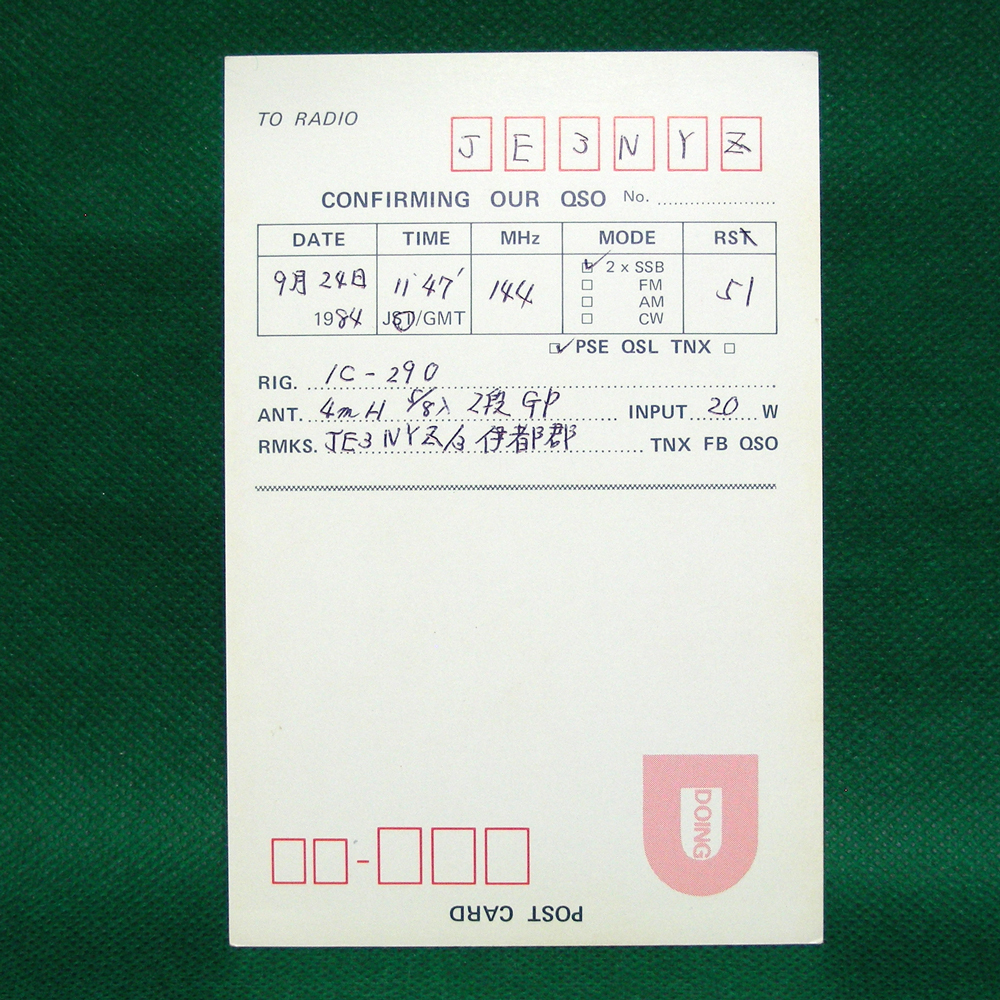 TO RADIO
JE3NYZ
CONFIRMING OUR QSO No.
DATE TIME MHz MODE RST
9月24日 11'47' 144 2 x SSB 51
FM
AM
1984 JST/GMT CW
PSE QSL TNX
RIG. IC-290
ANT. 4mH 5/8λ 2段 GP INPUT 20 W
RMKS. JE3NYZ/3 伊都郡 TNX FB QSO
DOING
POST CARD